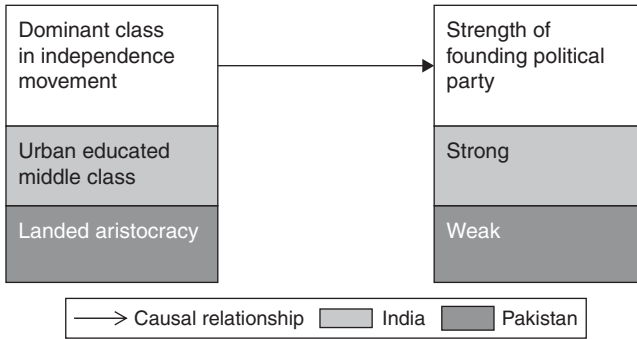 Dominant class
in independence
movement
Urban educated
middle class
Landed aristocracy
Strength of
founding political
party
Strong
Weak
Causal relationship
India
Pakistan